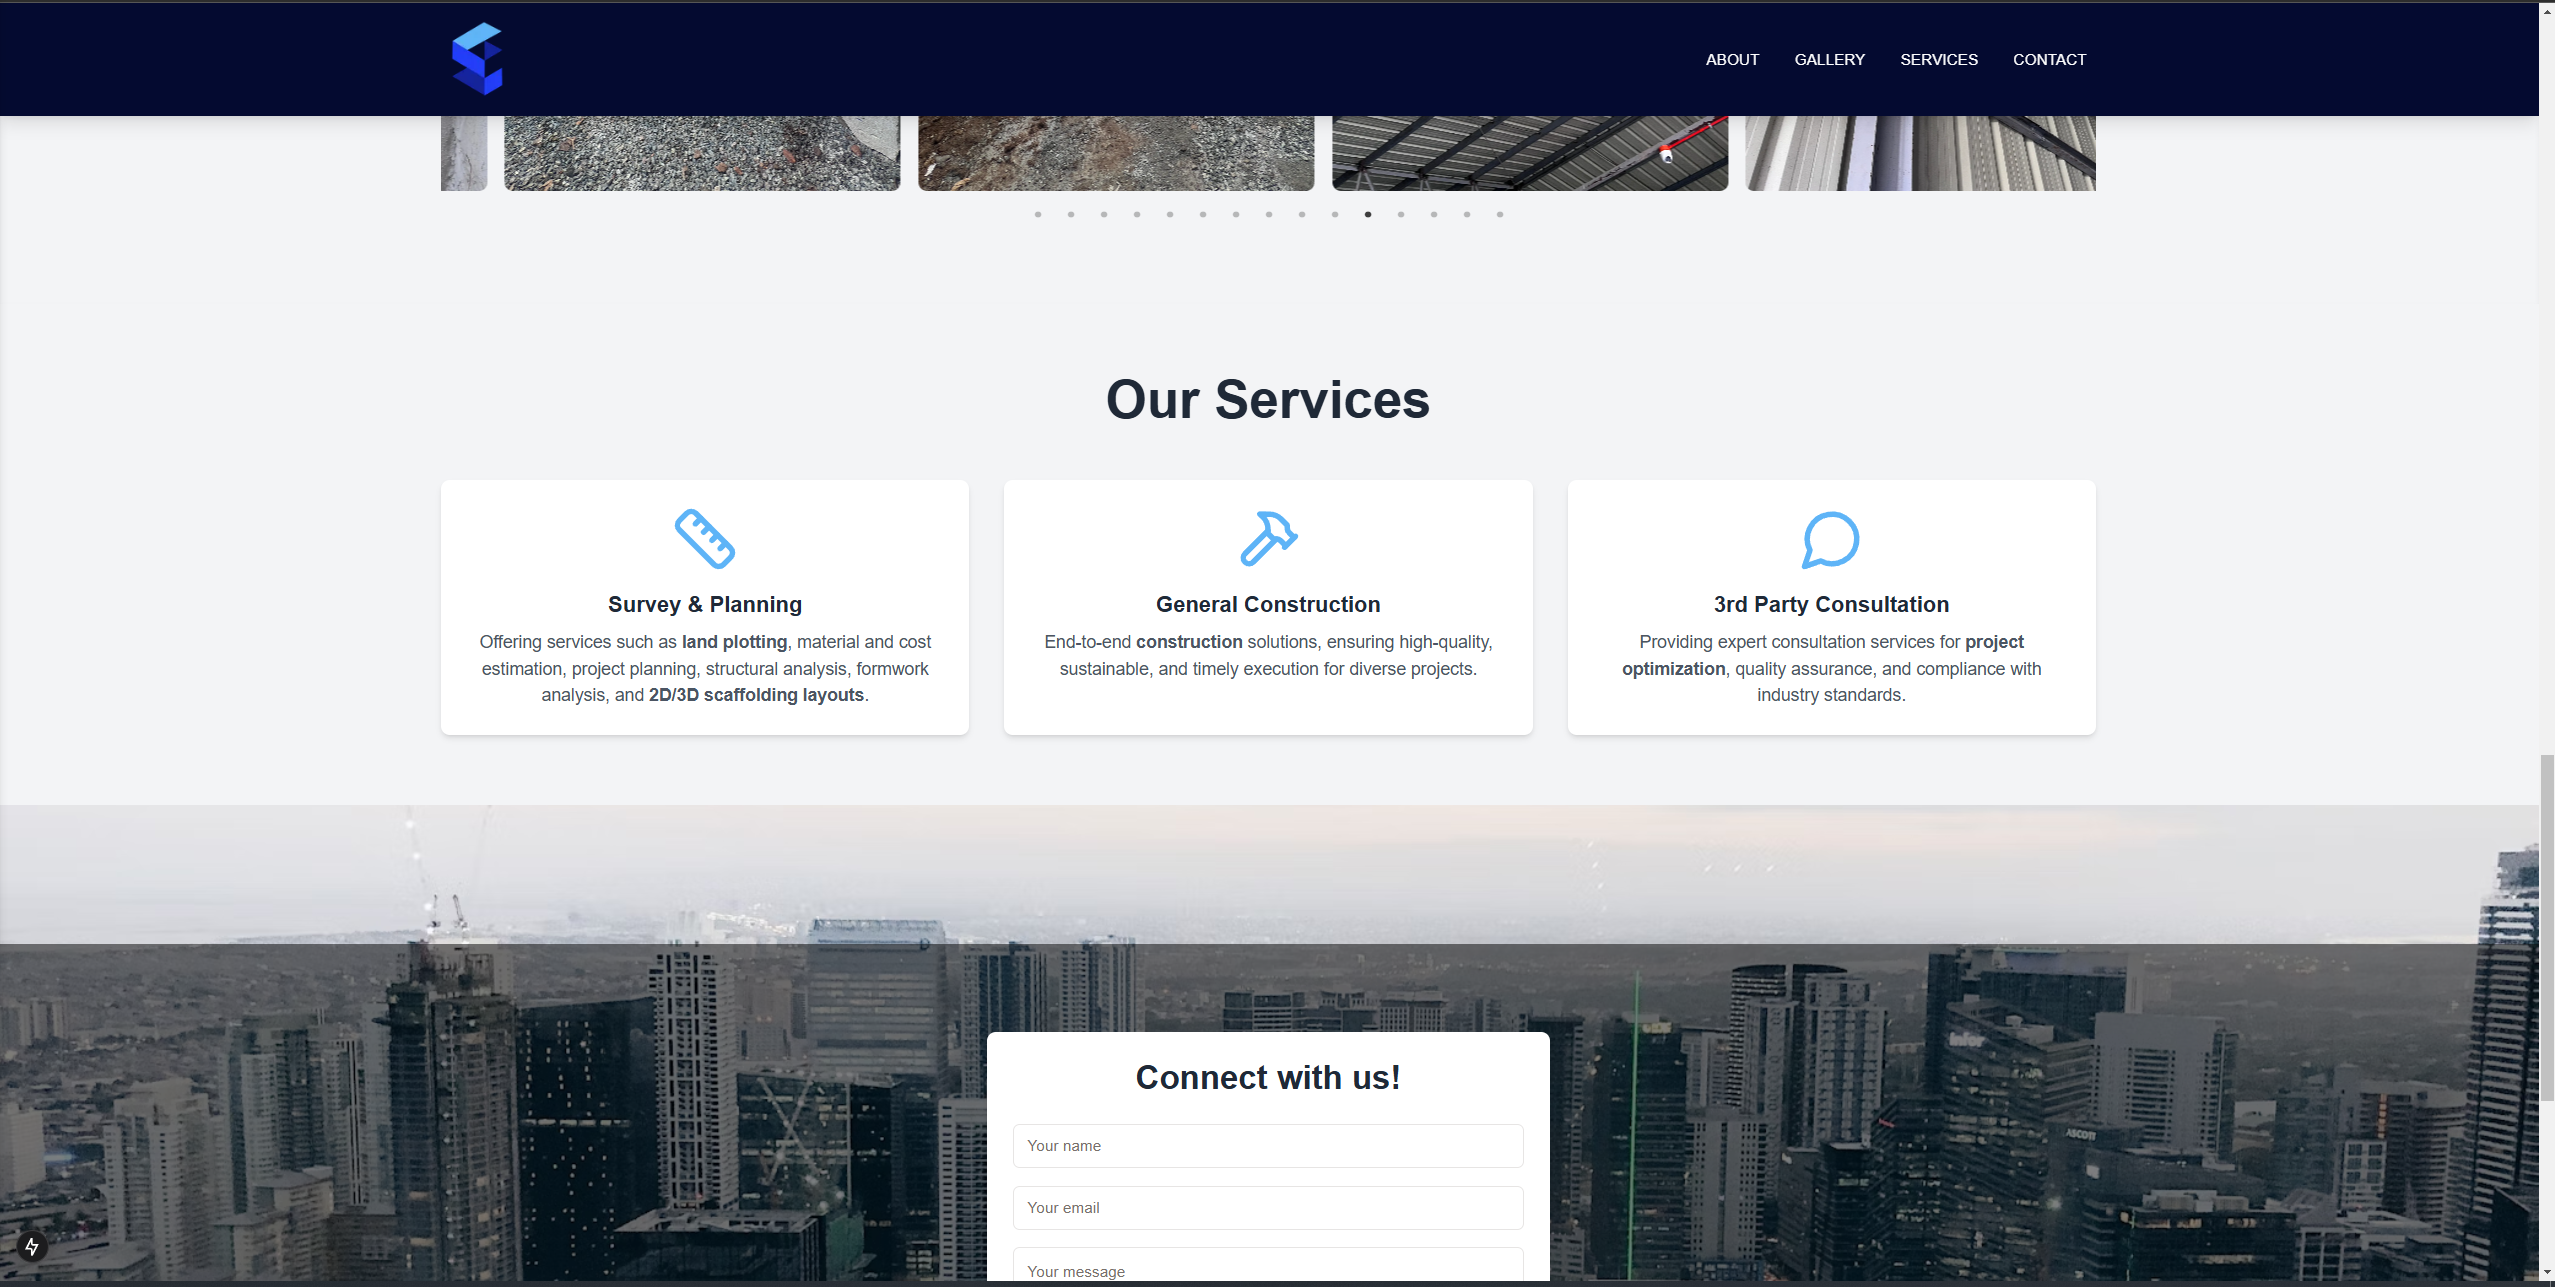 ABOUT GALLERY SERVICES CONTACT
Our Services
Survey & Planning
Offering services such as land plotting, material and cost
estimation, project planning, structural analysis, formwork
analysis, and 2D/3D scaffolding layouts.
General Construction
End-to-end construction solutions, ensuring high-quality,
sustainable, and timely execution for diverse projects.
3rd Party Consultation
Providing expert consultation services for project
optimization, quality assurance, and compliance with
industry standards.
Connect with us!
Your name
Your email
Your message
infor
ASCOTT